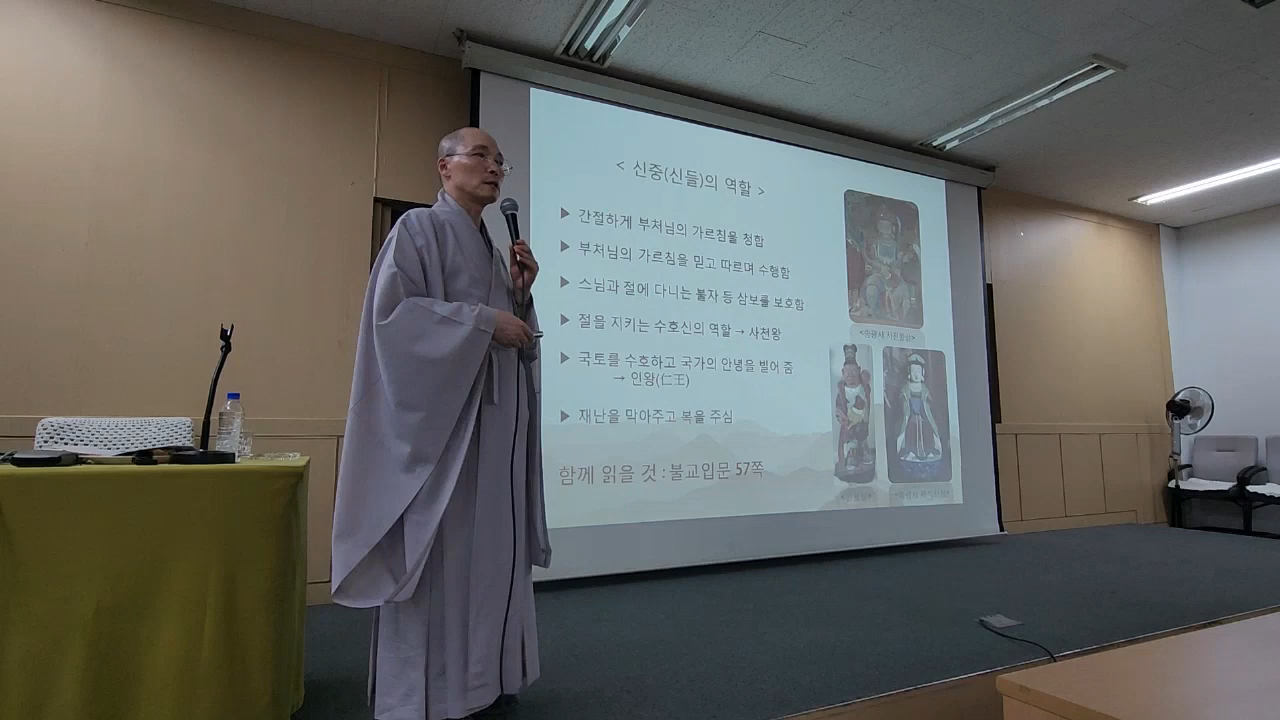 < 신중(신들)의 역할 >
▶ 간절하게 부처님의 가르침을 청함
▶ 부처님의 가르침을 믿고 따르며 수행함
▶ 스님과 절에 다니는 불자 등 삼보를 보호함
▶ 절을 지키는 수호신의 역할 → 사천왕
▶ 국토를 수호하고 국가의 안녕을 빌어 줌
→ 인왕(仁王)
▶ 재난을 막아주고 복을 주심
함께 읽을 것 : 불교입문 57쪽